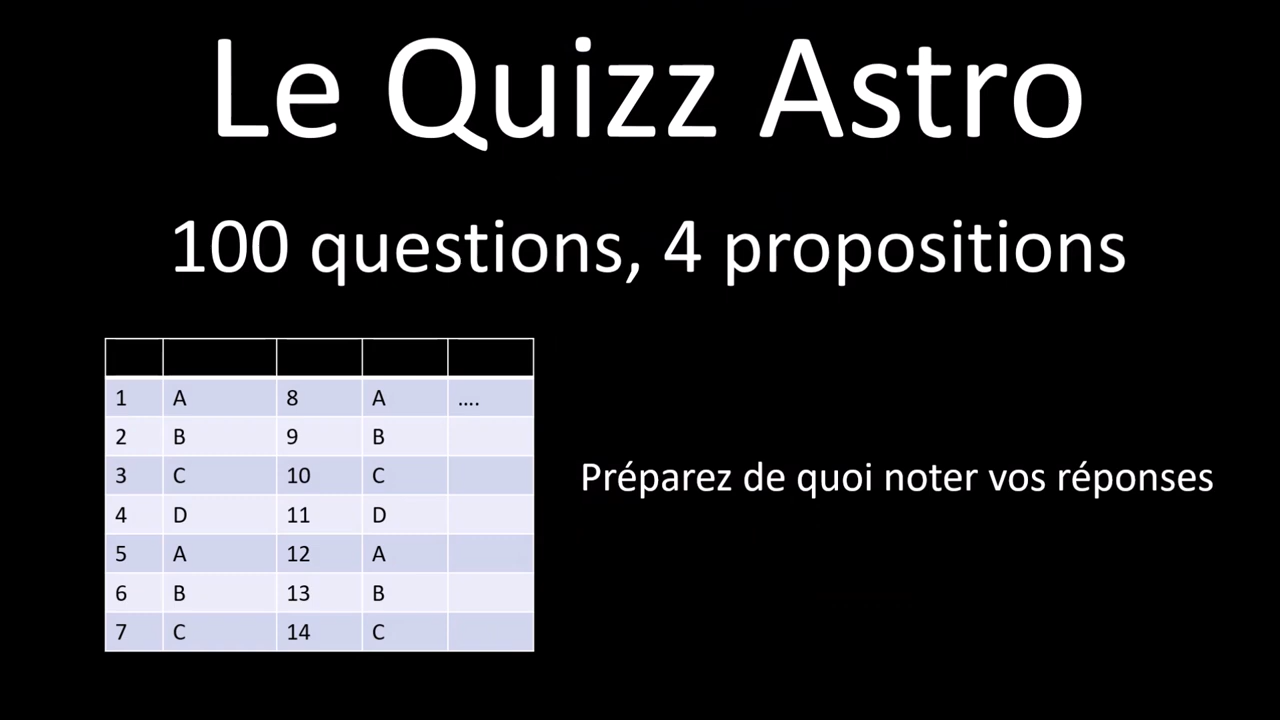 Le Quizz Astro
100 questions, 4 propositions
1 A 8 A ....
2 B 9 B
3 C 10 C
4 D 11 D
5 A 12 A
6 B 13 B
7 C 14 C
Préparez de quoi noter vos réponses